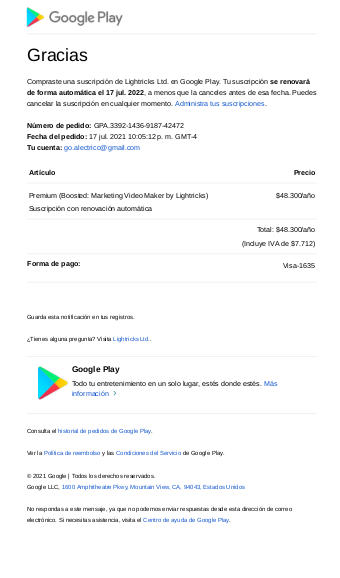 Google Play
Gracias
Compraste una suscripción de Lightricks Ltd. en Google Play. Tu suscripción se renovará
de forma automática el 17 jul. 2022, a menos que la canceles antes de esa fecha. Puedes
cancelar la suscripción en cualquier momento. Administra tus suscripciones.
Número de pedido: GPA.3392-1436-9187-42472
Fecha del pedido: 17 jul. 2021 10:05:12 p. m. GMT-4
Tu cuenta: go.alectrico@gmail.com
Artículo Precio
Premium (Boosted: Marketing Video Maker by Lightricks) $48.300/año
Suscripción con renovación automática
Total: $48.300/año
(Incluye IVA de $7.712)
Forma de pago: Visa-1635
Guarda esta notificación en tus registros.
¿Tienes alguna pregunta? Visita Lightricks Ltd..
Google Play
Todo tu entretenimiento en un solo lugar, estés donde estés. Más
información >
Consulta el historial de pedidos de Google Play.
Ver la Política de reembolso y las Condiciones del Servicio de Google Play.
© 2021 Google | Todos los derechos reservados.
Google LLC, 1600 Amphitheatre Pkwy, Mountain View, CA, 94043, Estados Unidos
No respondas a este mensaje, ya que no podemos enviar respuestas desde esta dirección de correo
electrónico. Si necesitas asistencia, visita el Centro de ayuda de Google Play.